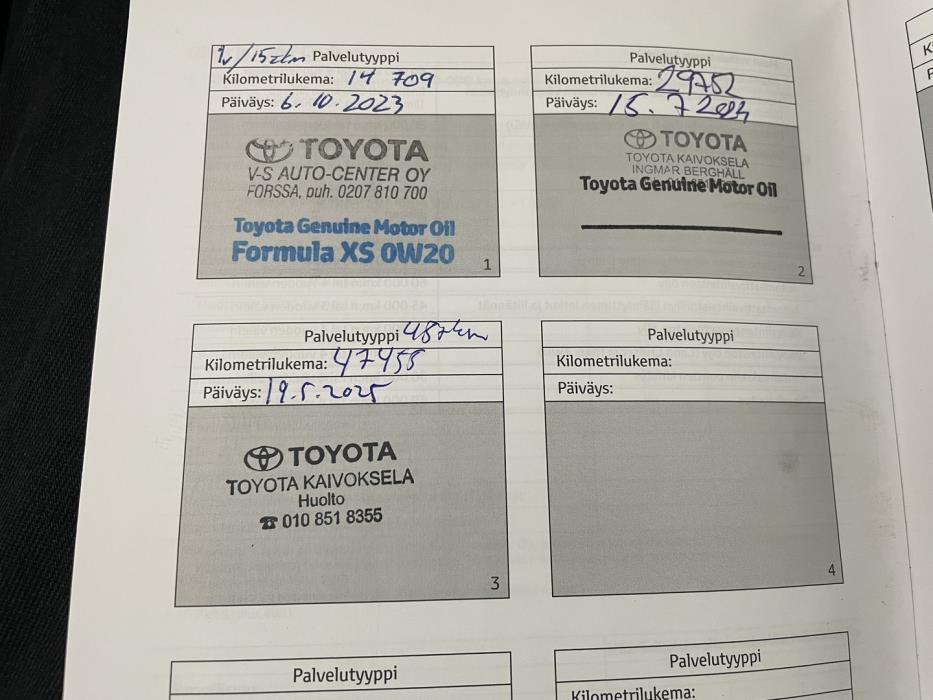 1v/15tkm Palvelutyyppi
Kilometrilukema: 14 709
Päiväys: 6.10.2023
TOYOTA
V-S AUTO-CENTER OY
FORSSA, puh. 0207 810 700
Toyota Genuine Motor Oil
Formula XS 0W20
1
Palvelutyyppi
Kilometrilukema: 29752
Päiväys: 15.7 2024
TOYOTA
TOYOTA KAIVOKSELA
INGMAR BERGHÄLL
Toyota Genuine Motor Oil
2
Palvelutyyppi
Kilometrilukema: 47455
Päiväys: 19.5.2025
TOYOTA
TOYOTA KAIVOKSELA
Huolto
☎ 010 851 8355
3
Palvelutyyppi
Kilometrilukema:
Päiväys:
4
Palvelutyyppi
Palvelutyyppi
Kilometrilukema: